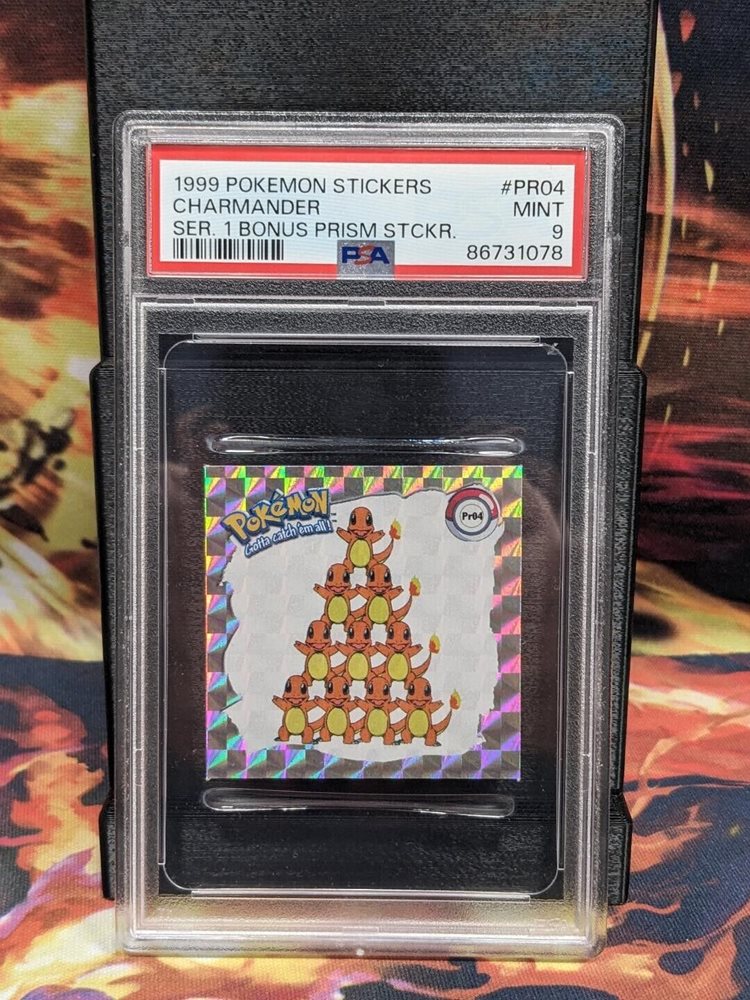 1999 POKEMON STICKERS #PR04
CHARMANDER MINT
SER. 1 BONUS PRISM STCKR. 9
PSA 86731078
POKéMON
Gotta catch 'em all!
Pr04